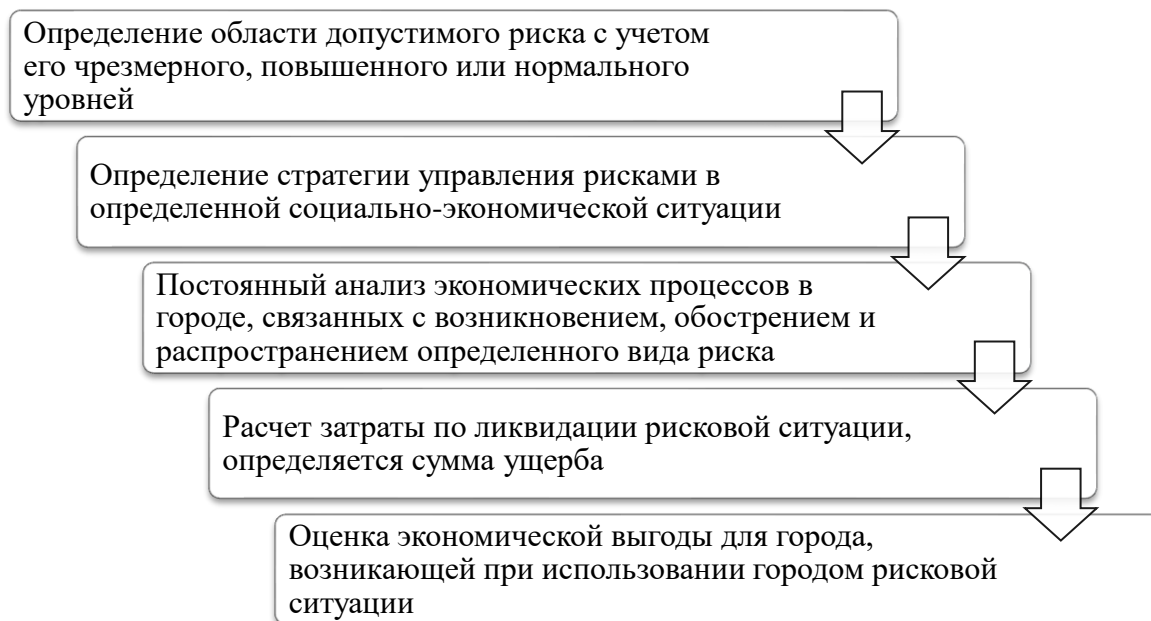 Определение области допустимого риска с учетом
его чрезмерного, повышенного или нормального
уровней
Определение стратегии управления рисками в
определенной социально-экономической ситуации
Постоянный анализ экономических процессов в
городе, связанных с возникновением, обострением и
распространением определенного вида риска
Расчет затраты по ликвидации рисковой ситуации,
определяется сумма ущерба
Оценка экономической выгоды для города,
возникающей при использовании городом рисковой
ситуации